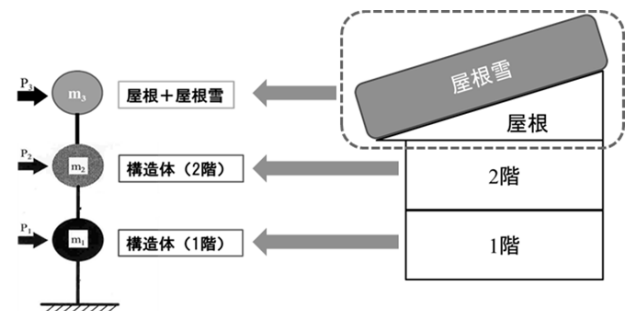 P₃
m₃
屋根＋屋根雪
P₂
m₂
構造体（2階）
P₁
m₁
構造体（1階）
屋根雪
屋根
2階
1階